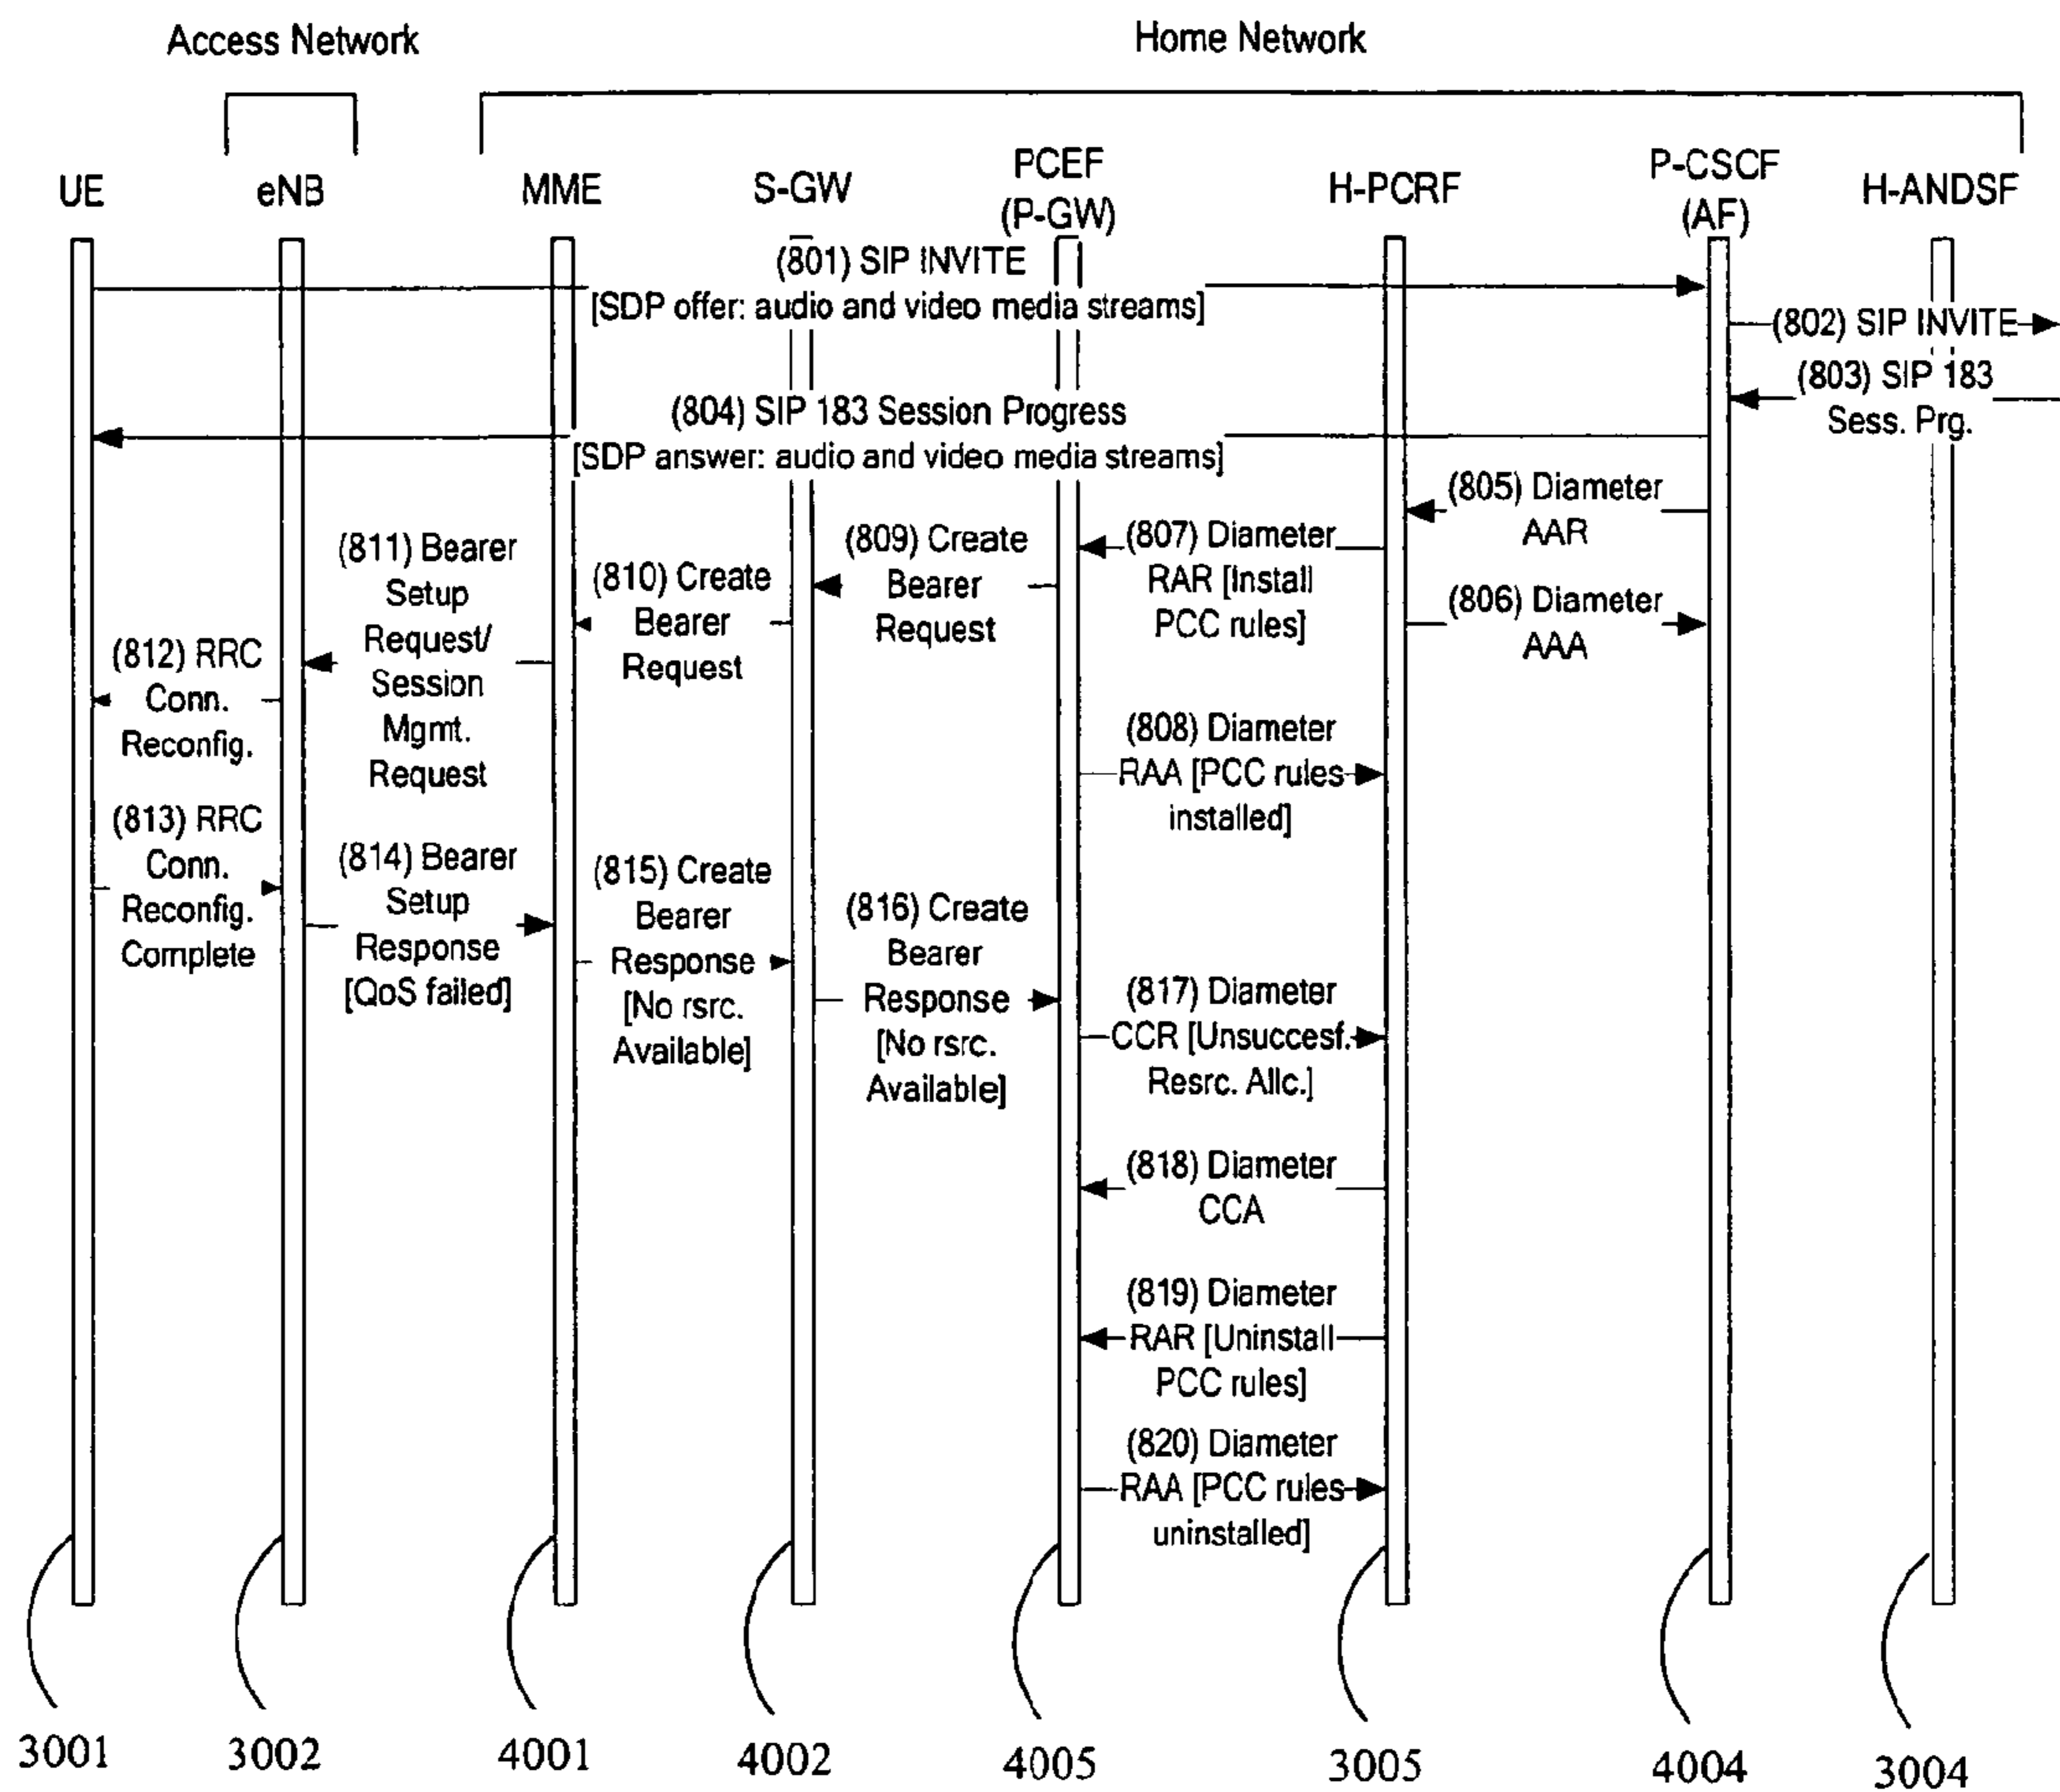 Access Network
Home Network
UE
eNB
MME
S-GW
PCEF
(P-GW)
H-PCRF
P-CSCF
(AF)
H-ANDSF
(801) SIP INVITE
[SDP offer: audio and video media streams]
(802) SIP INVITE
(803) SIP 183
Sess. Prg.
(804) SIP 183 Session Progress
[SDP answer: audio and video media streams]
(805) Diameter
AAR
(806) Diameter
AAA
(807) Diameter
RAR [Install
PCC rules]
(808) Diameter
RAA [PCC rules
installed]
(809) Create
Bearer
Request
(810) Create
Bearer
Request
(811) Bearer
Setup
Request/
Session
Mgmt.
Request
(812) RRC
Conn.
Reconfig.
(813) RRC
Conn.
Reconfig.
Complete
(814) Bearer
Setup
Response
[QoS failed]
(815) Create
Bearer
Response
[No rsrc.
Available]
(816) Create
Bearer
Response
[No rsrc.
Available]
(817) Diameter
CCR [Unsuccesf.
Resrc. Allc.]
(818) Diameter
CCA
(819) Diameter
RAR [Uninstall
PCC rules]
(820) Diameter
RAA [PCC rules
uninstalled]
3001
3002
4001
4002
4005
3005
4004
3004